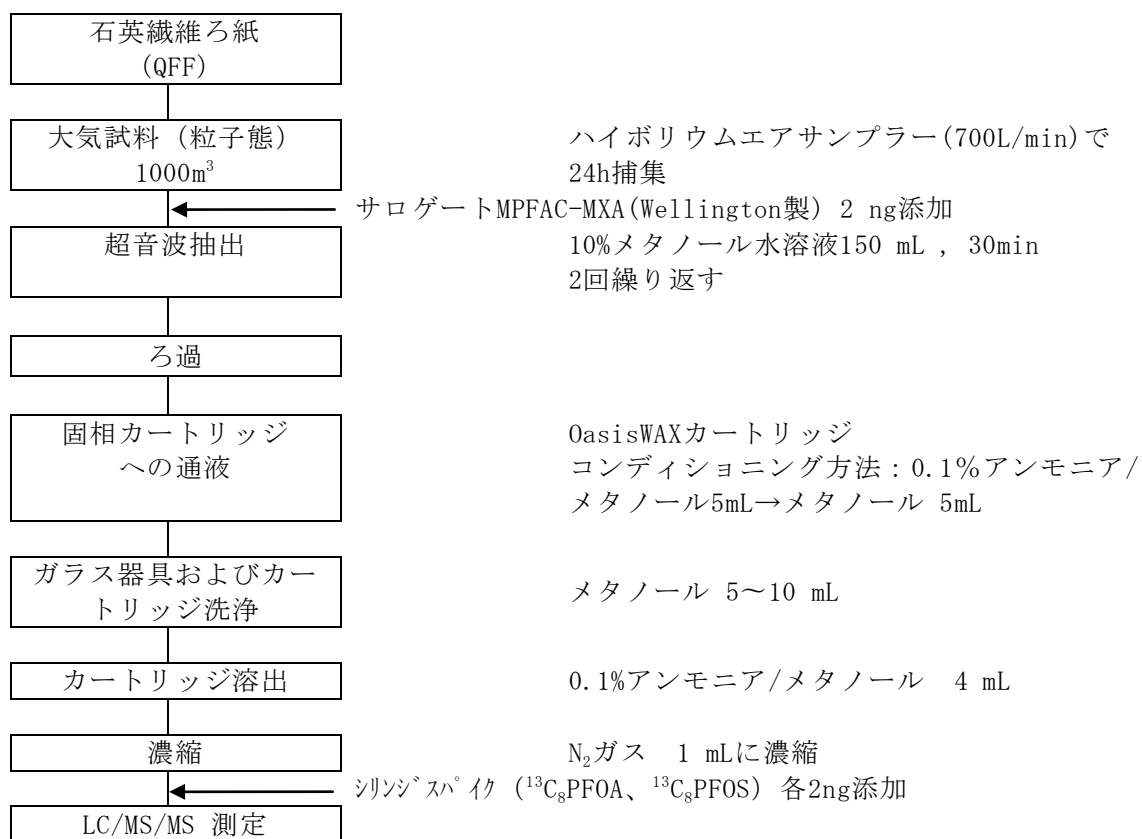 石英繊維ろ紙
(QFF)
大気試料 (粒子態)
1000m³
ハイボリウムエアサンプラー(700L/min)で
24h捕集
サロゲートMPFAC-MXA(Wellington製) 2 ng添加
超音波抽出
10%メタノール水溶液150 mL , 30min
2回繰り返す
ろ過
固相カートリッジ
への通液
OasisWAXカートリッジ
コンディショニング方法：0.1％アンモニア/
メタノール5mL→メタノール 5mL
ガラス器具およびカー
トリッジ洗浄
メタノール 5～10 mL
カートリッジ溶出
0.1%アンモニア/メタノール 4 mL
濃縮
N₂ガス 1 mLに濃縮
ｼﾘﾝｼﾞｽﾊﾟｲｸ (¹³C₈PFOA、¹³C₈PFOS) 各2ng添加
LC/MS/MS 測定